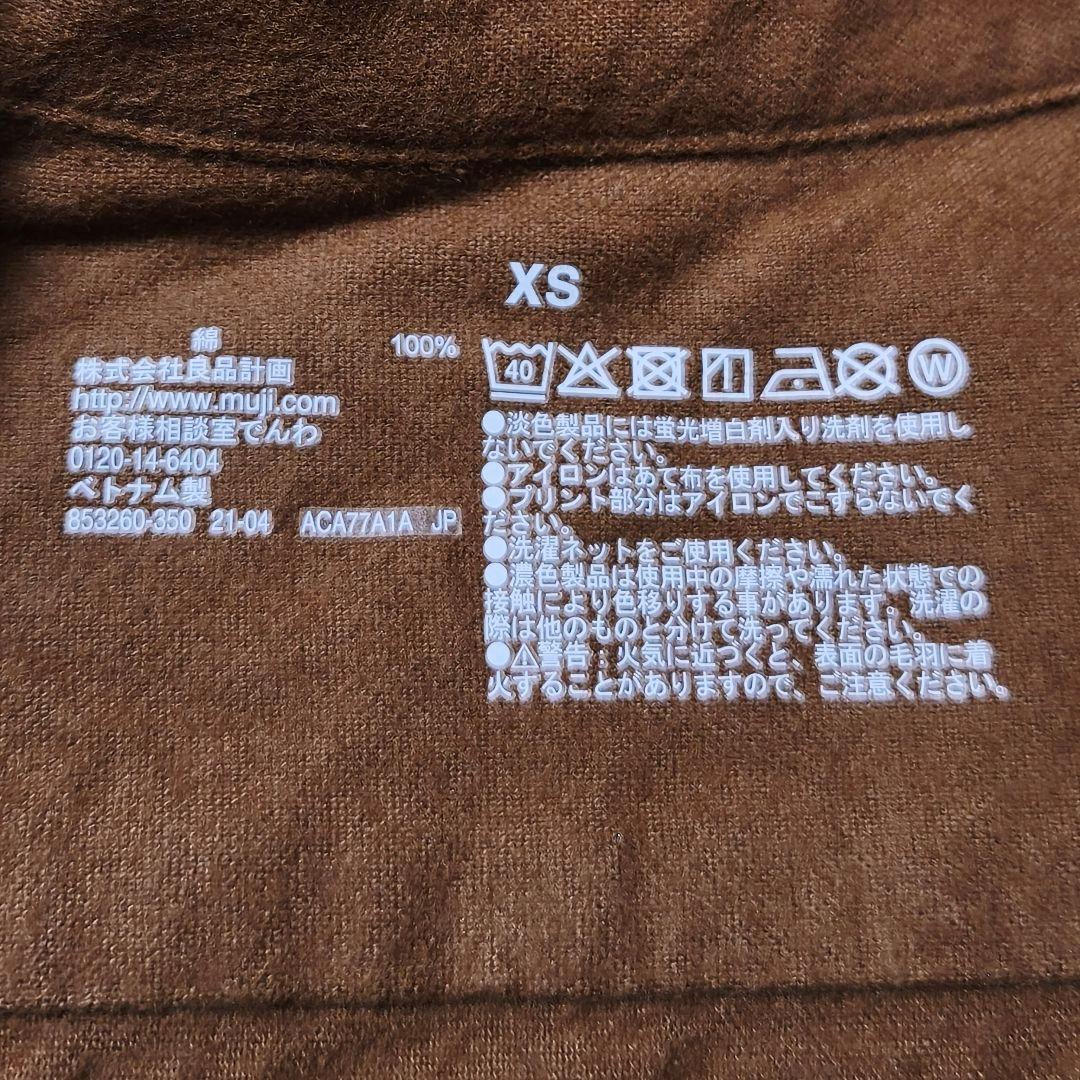 XS
綿 100%
株式会社良品計画
http://www.muji.com
お客様相談室でんわ
0120-14-6404
ベトナム製
853260-350 21-04 ACA77A1A JP
40 W
●淡色製品には蛍光増白剤入り洗剤を使用し
ないでください。
●アイロンはあて布を使用してください。
●プリント部分はアイロンでこすらないでく
ださい。
●洗濯ネットをご使用ください。
●濃色製品は使用中の摩擦や濡れた状態での
接触により色移りする事があります。洗濯の
際は他のものと分けて洗ってください。
●⚠警告：火気に近づくと、表面の毛羽に着
火することがありますので、ご注意ください。